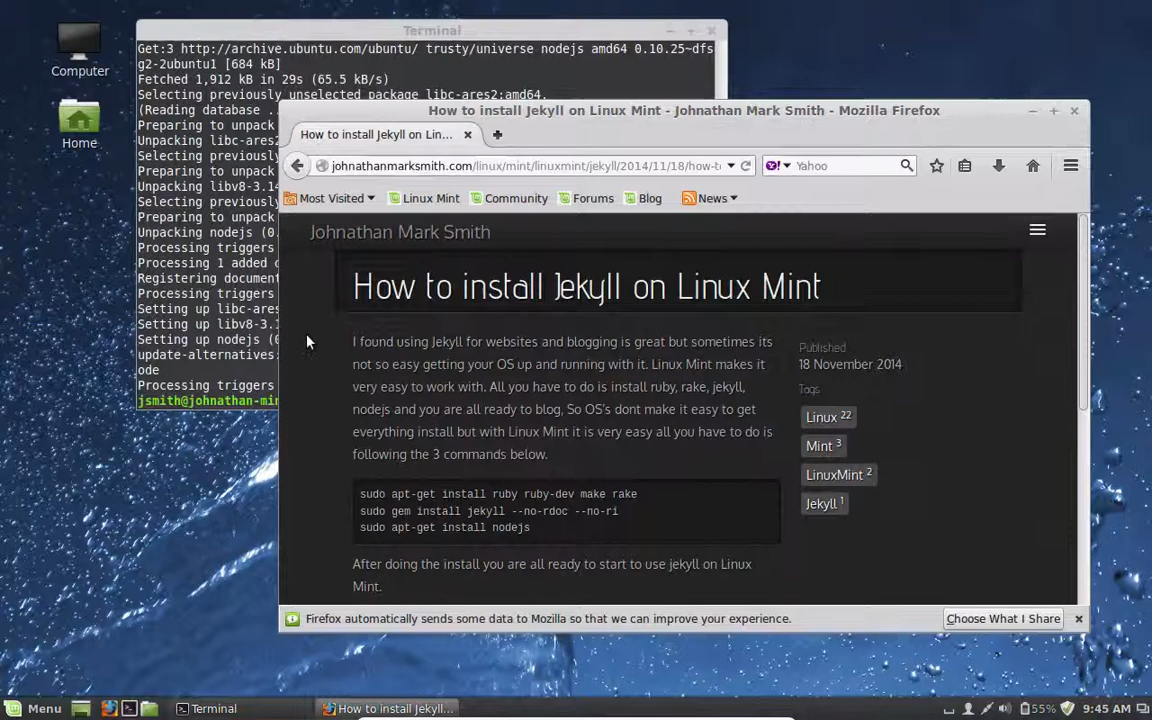 Computer
Home
Terminal
Get:3 http://archive.ubuntu.com/ubuntu/ trusty/universe nodejs amd64 0.10.25~dfs
g2-2ubuntu1 [684 kB]
Fetched 1,912 kB in 29s (65.5 kB/s)
Selecting previously unselected package libc-ares2:amd64.
(Reading database ..
Preparing to unpack
Unpacking libc-ares2
Selecting previously
Preparing to unpack
Unpacking libv8-3.14
Selecting previously
Preparing to unpack
Unpacking nodejs (0.
Processing triggers
Processing 1 added
Registering document
Processing triggers
Setting up libc-ares
Setting up libv8-3.1
Setting up nodejs (0
update-alternatives:
ode
Processing triggers
jsmith@johnathan-min
How to install Jekyll on Linux Mint - Johnathan Mark Smith - Mozilla Firefox
How to install Jekyll on Lin...
johnathanmarksmith.com/linux/mint/linuxmint/jekyll/2014/11/18/how-t
Yahoo
Most Visited Linux Mint Community Forums Blog News
Johnathan Mark Smith
How to install Jekyll on Linux Mint
I found using Jekyll for websites and blogging is great but sometimes its
not so easy getting your OS up and running with it. Linux Mint makes it
very easy to work with. All you have to do is install ruby, rake, jekyll,
nodejs and you are all ready to blog, So OS's dont make it easy to get
everything install but with Linux Mint it is very easy all you have to do is
following the 3 commands below.
sudo apt-get install ruby ruby-dev make rake
sudo gem install jekyll --no-rdoc --no-ri
sudo apt-get install nodejs
After doing the install you are all ready to start to use jekyll on Linux
Mint.
Published
18 November 2014
Tags
Linux 22
Mint 3
LinuxMint 2
Jekyll 1
Firefox automatically sends some data to Mozilla so that we can improve your experience.
Choose What I Share
Menu
Terminal
How to install Jekyll...
55%
9:45 AM